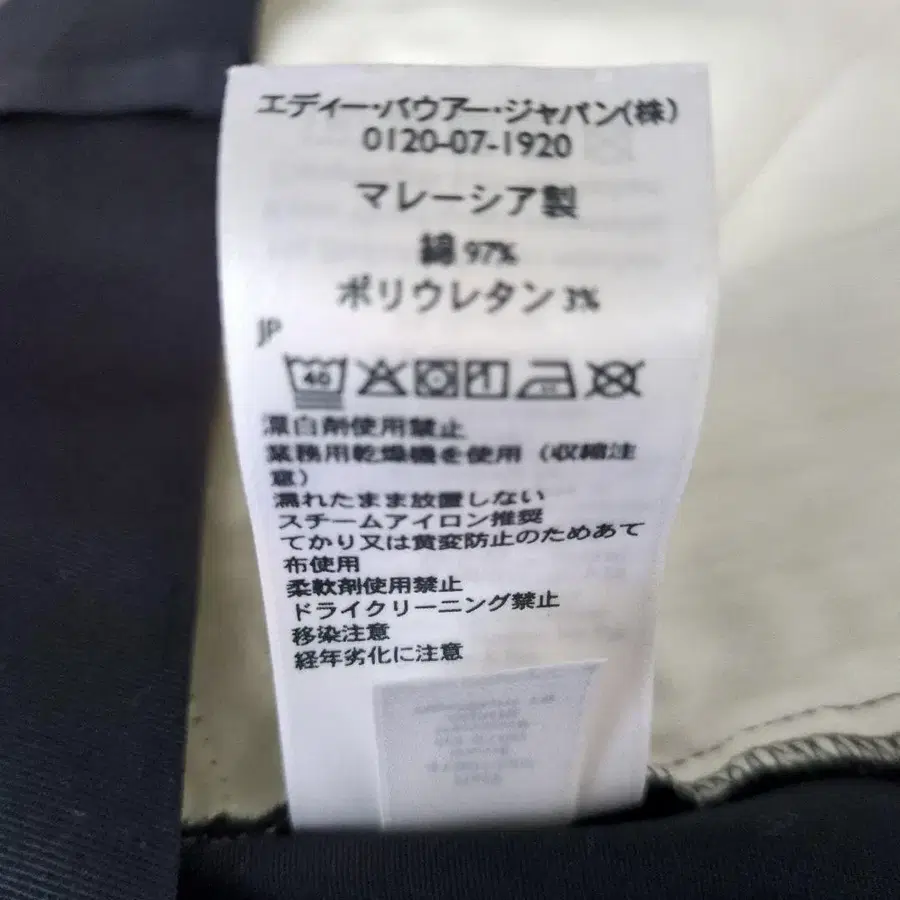 エディー・バウアー・ジャパン(株)
0120-07-1920
マレーシア製
綿 97%
ポリウレタン 3%
JP
40
漂白剤使用禁止
業務用乾燥機を使用（収縮注
意）
濡れたまま放置しない
スチームアイロン推奨
てかり又は黄変防止のためあて
布使用
柔軟剤使用禁止
ドライクリーニング禁止
移染注意
経年劣化に注意